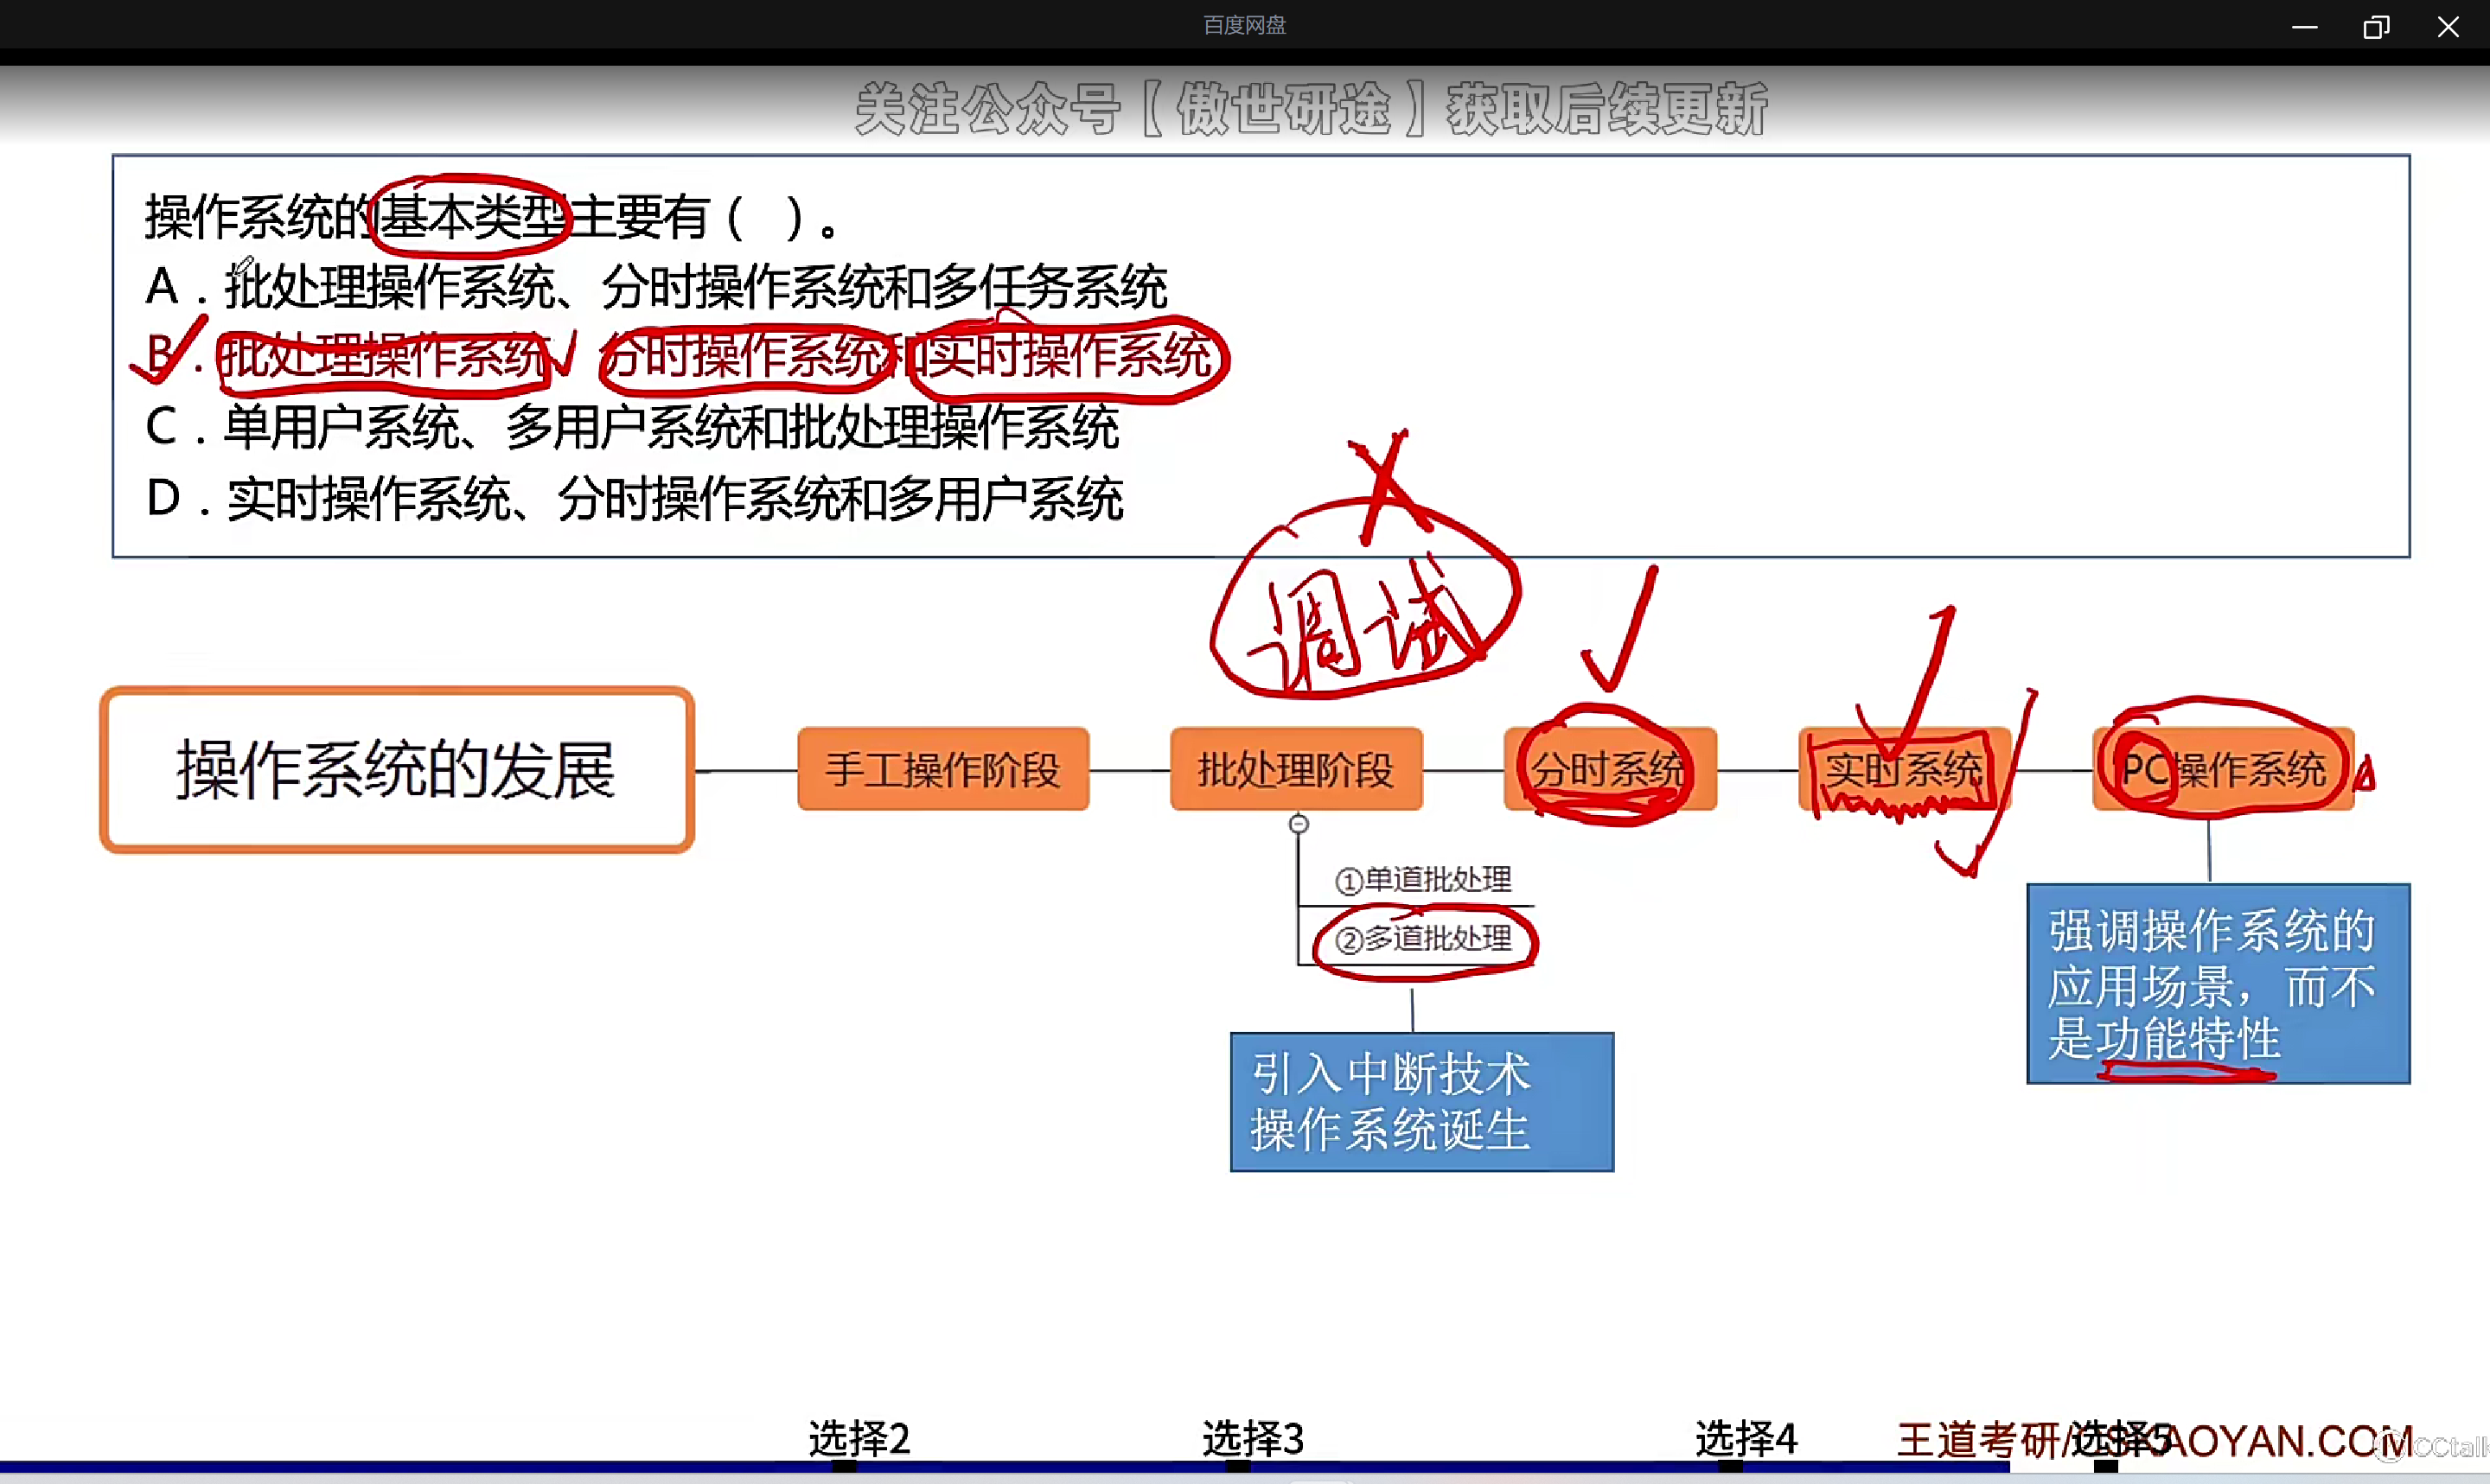 百度网盘
关注公众号【傲世研途】获取后续更新
操作系统的基本类型主要有（ ）。
A．批处理操作系统、分时操作系统和多任务系统
B．批处理操作系统、分时操作系统和实时操作系统
C．单用户系统、多用户系统和批处理操作系统
D．实时操作系统、分时操作系统和多用户系统
调试
操作系统的发展
手工操作阶段
批处理阶段
分时系统
实时系统
PC操作系统
①单道批处理
②多道批处理
引入中断技术
操作系统诞生
强调操作系统的
应用场景，而不
是功能特性
选择2
选择3
选择4
选择5
王道考研/CSKAOYAN.COM
CCtalk